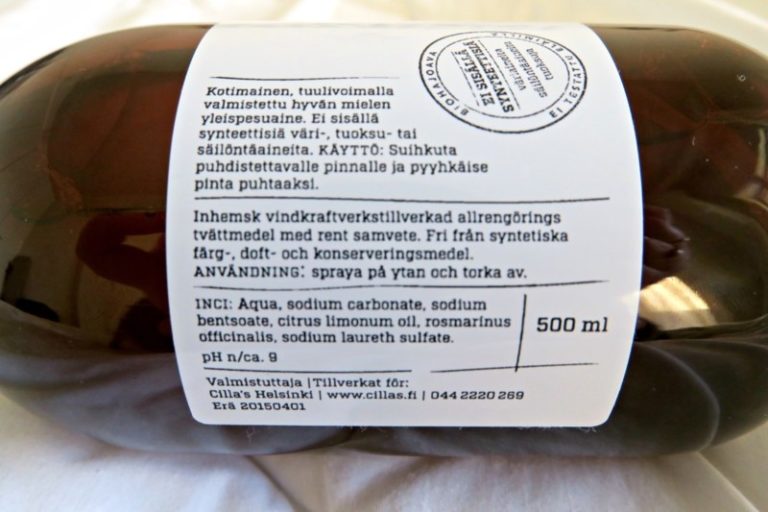 BIOHAJOAVA
EI TESTATTU ELÄIMILLÄ
EI SISÄLLÄ
SYNTEETTISIÄ
Kotimainen, tuulivoimalla
valmistettu hyvän mielen
yleispesuaine. Ei sisällä
synteettisiä väri-, tuoksu- tai
säilöntäaineita. KÄYTTÖ: Suihkuta
puhdistettavalle pinnalle ja pyyhkäise
pinta puhtaaksi.
Inhemsk vindkraftverkstillverkad allrengörings
tvättmedel med rent samvete. Fri från syntetiska
färg-, doft- och konserveringsmedel.
ANVÄNDNING: spraya på ytan och torka av.
INCI: Aqua, sodium carbonate, sodium
bentsoate, citrus limonum oil, rosmarinus
officinalis, sodium laureth sulfate.
pH n/ca. 9
500 ml
Valmistuttaja | Tillverkat för:
Cilla's Helsinki | www.cillas.fi | 044 2220 269
Erä 20150401